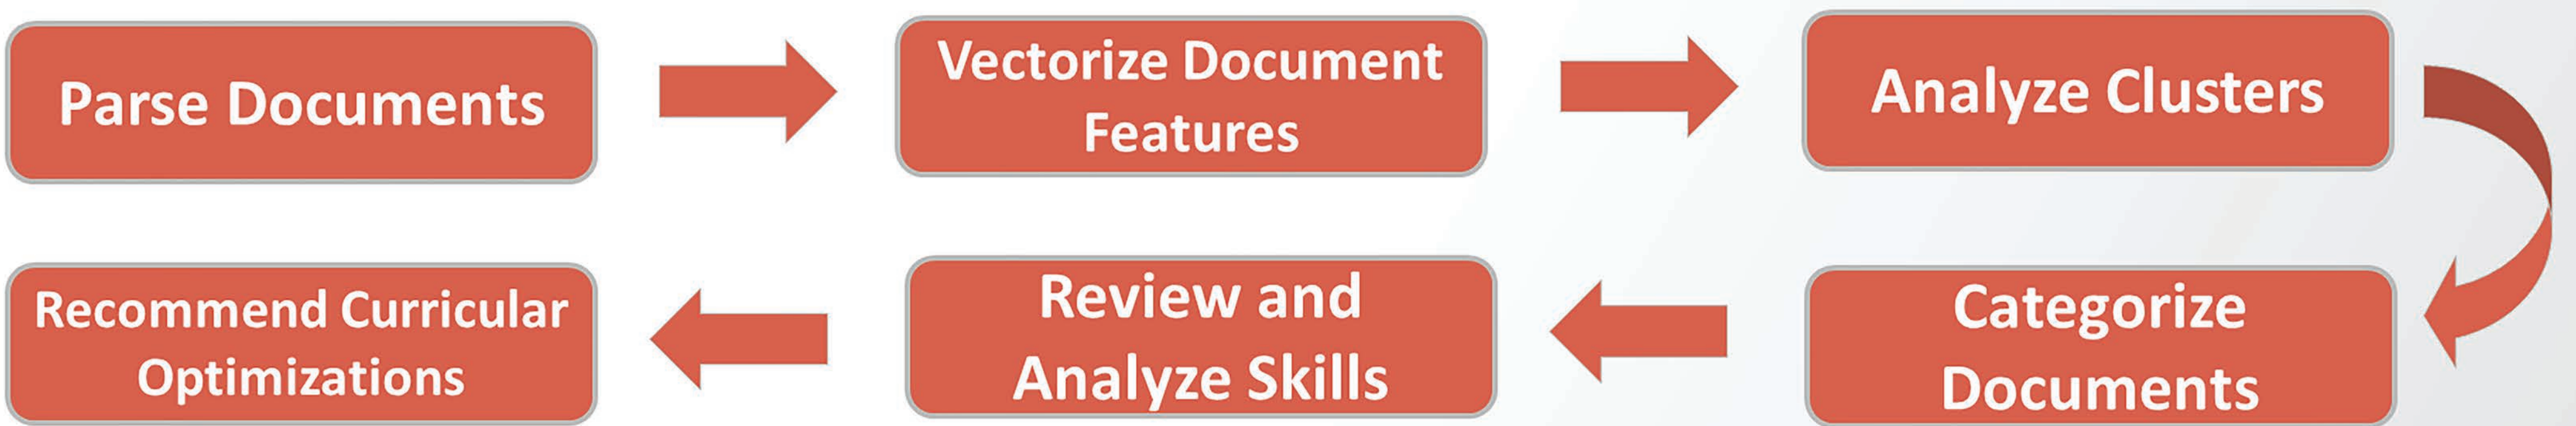 Parse Documents
Vectorize Document
Features
Analyze Clusters
Categorize
Documents
Review and
Analyze Skills
Recommend Curricular
Optimizations